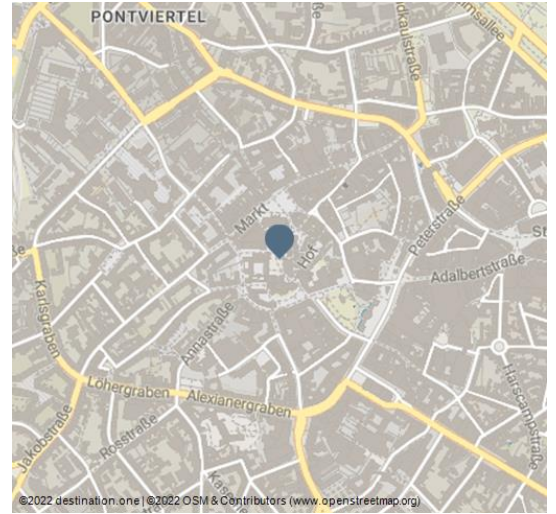 PONTVIERTEL
Markt
Hof
Peterstraße
Adalbertstraße
St
Karlsgraben
Annastraße
Löhergraben
Alexianergraben
Harscampstraße
Jakobstraße
Rosstraße
©2022 destination.one | ©2022 OSM & Contributors (www.openstreetmap.org)